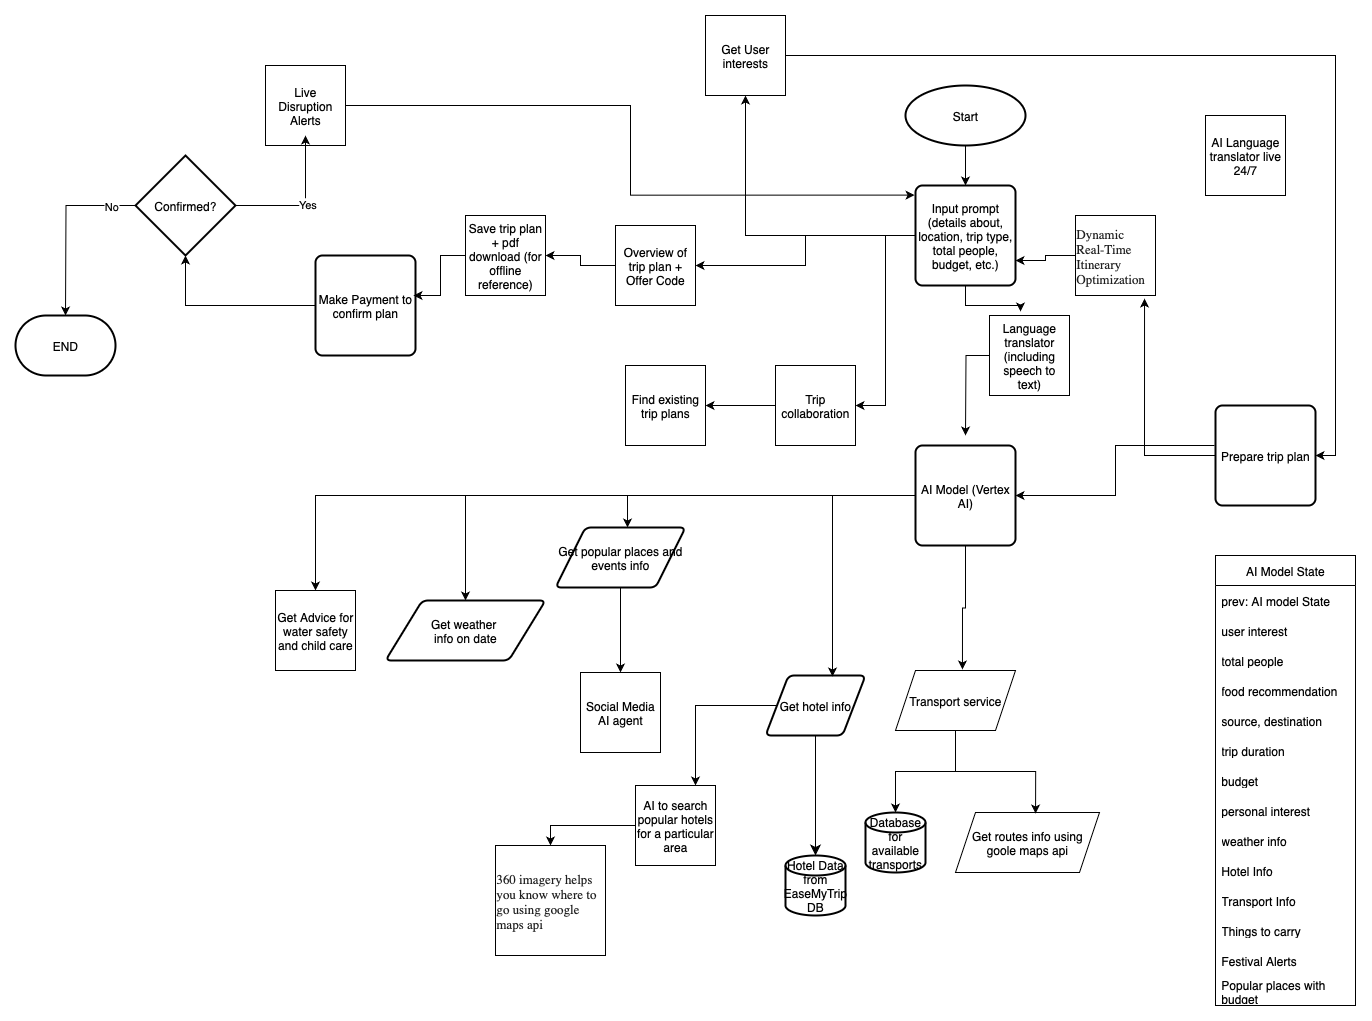 Get User
interests
Live
Disruption
Alerts
Start
AI Language
translator live
24/7
Confirmed?
No
Yes
Save trip plan
+ pdf
download (for
offline
reference)
Overview of
trip plan +
Offer Code
Input prompt
(details about,
location, trip type,
total people,
budget, etc.)
Dynamic
Real-Time
Itinerary
Optimization
Make Payment to
confirm plan
END
Language
translator
(including
speech to
text)
Find existing
trip plans
Trip
collaboration
Prepare trip plan
AI Model (Vertex
AI)
Get popular places and
events info
Get Advice for
water safety
and child care
Get weather
info on date
Social Media
AI agent
Get hotel info
Transport service
AI to search
popular hotels
for a particular
area
Database
for
available
transports
Get routes info using
goole maps api
360 imagery helps
you know where to
go using google
maps api
Hotel Data
from
EaseMyTrip
DB
AI Model State
prev: AI model State
user interest
total people
food recommendation
source, destination
trip duration
budget
personal interest
weather info
Hotel Info
Transport Info
Things to carry
Festival Alerts
Popular places with
budget